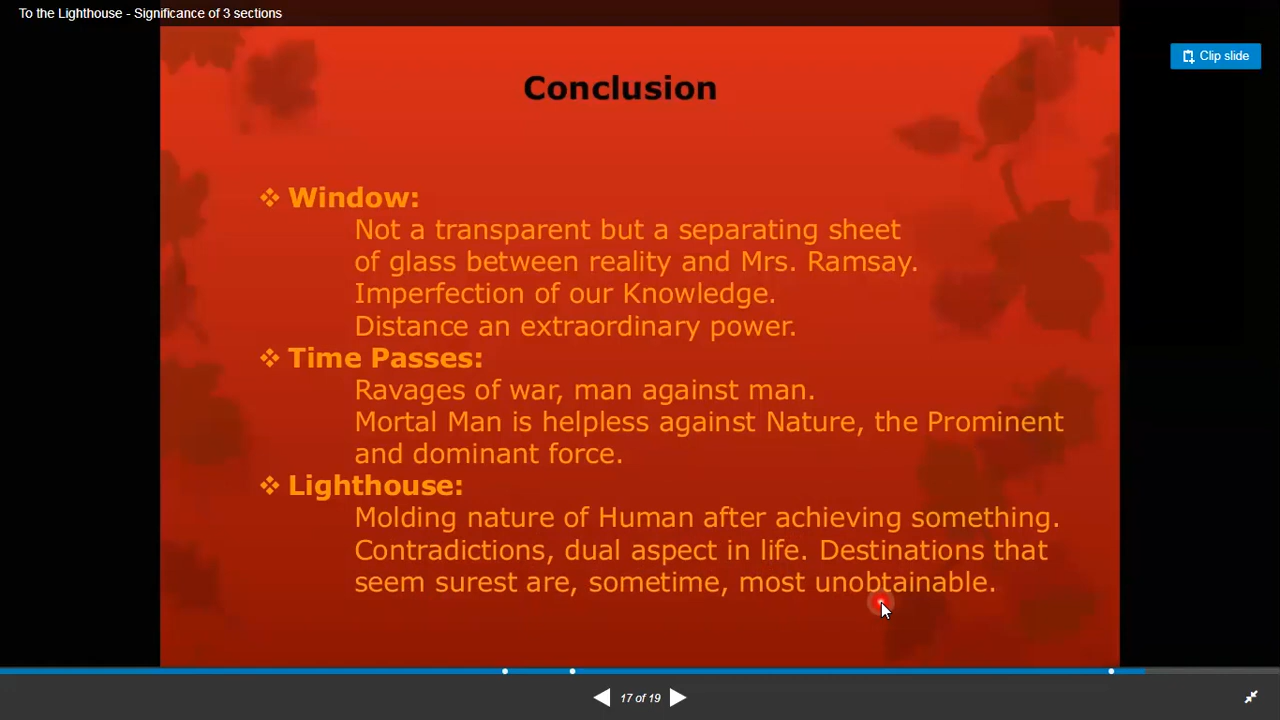 To the Lighthouse - Significance of 3 sections
Clip slide
Conclusion
❖ Window:
Not a transparent but a separating sheet
of glass between reality and Mrs. Ramsay.
Imperfection of our Knowledge.
Distance an extraordinary power.
❖ Time Passes:
Ravages of war, man against man.
Mortal Man is helpless against Nature, the Prominent
and dominant force.
❖ Lighthouse:
Molding nature of Human after achieving something.
Contradictions, dual aspect in life. Destinations that
seem surest are, sometime, most unobtainable.
17 of 19